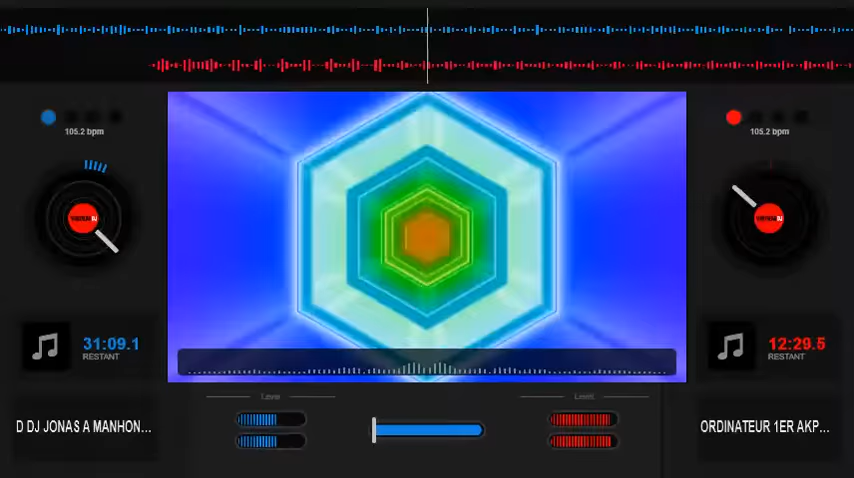 105.2 bpm
105.2 bpm
31:09.1
RESTANT
12:29.5
RESTANT
D DJ JONAS A MANHON...
ORDINATEUR 1ER AKP...